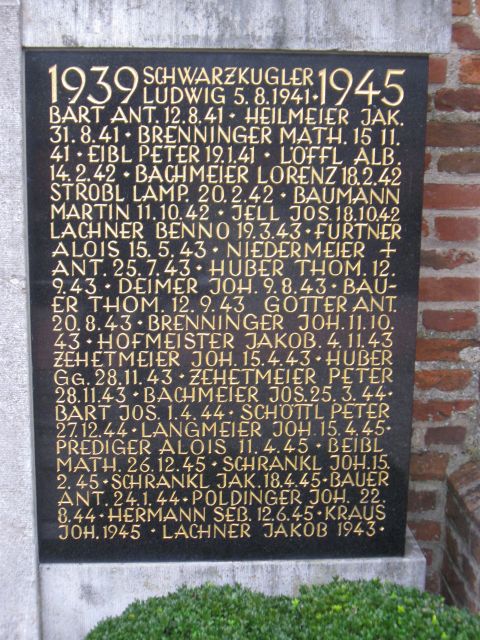 1939 SCHWARZKUGLER 1945
LUDWIG 5.8.1941·
BART ANT. 12.8.41 · HEILMEIER JAK.
31.8.41 · BRENNINGER MATH. 15 11.
41 · EIBL PETER 19.1.41 · LÖFFL ALB.
14.2.42 · BACHMEIER LORENZ 18.2.42
STROBL LAMP. 20.2.42 · BAUMANN
MARTIN 11.10.42 · JELL JOS. 18.10.42
LACHNER BENNO 19.3.43 · FURTNER
ALOIS 15.5.43 · NIEDERMEIER +
ANT. 25.7.43 · HUBER THOM. 12.
9.43 · DEIMER JOH. 9.8.43 · BAU-
ER THOM. 12.9.43 · GOTTER ANT.
20.8.43 · BRENNINGER JOH. 11.10.
43 · HOFMEISTER JAKOB. 4.11.43
ZEHETMEIER JOH. 15.4.43 · HUBER
GG. 28.11.43 · ZEHETMEIER PETER
28.11.43 · BACHMEIER JOS. 25.3.44 ·
BART JOS. 1.4.44 · SCHÖTTL PETER
27.12.44 · LANGMEIER JOH. 15.4.45 ·
PREDIGER ALOIS 11.4.45 · BEIBL
MATH. 26.12.45 · SCHRANKL JOH. 15.
2.45 · SCHRANKL JAK. 18.4.45 · BAUER
ANT. 24.1.44 · POLDINGER JOH. 22.
8.44 · HERMANN SEB. 12.6.45 · KRAUS
JOH. 1945 · LACHNER JAKOB 1943 ·